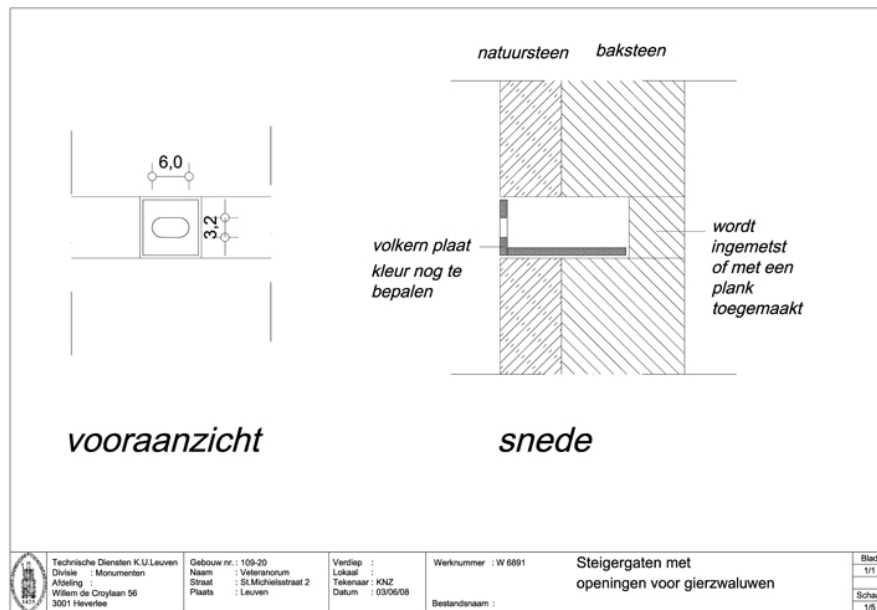 natuursteen baksteen
6,0
3,2
volkern plaat
kleur nog te
bepalen
wordt
ingemetst
of met een
plank
toegemaakt
vooraanzicht
snede
Technische Diensten K.U.Leuven
Divisie : Monumenten
Afdeling :
Willem de Croylaan 56
3001 Heverlee
Gebouw nr. : 109-20
Naam : Veteranorum
Straat : St.Michielsstraat 2
Plaats : Leuven
Verdiep :
Lokaal :
Tekenaar : KNZ
Datum : 03/06/08
Werknummer : W 6891
Bestandsnaam :
Steigergaten met
openingen voor gierzwaluwen
Blad
1/1